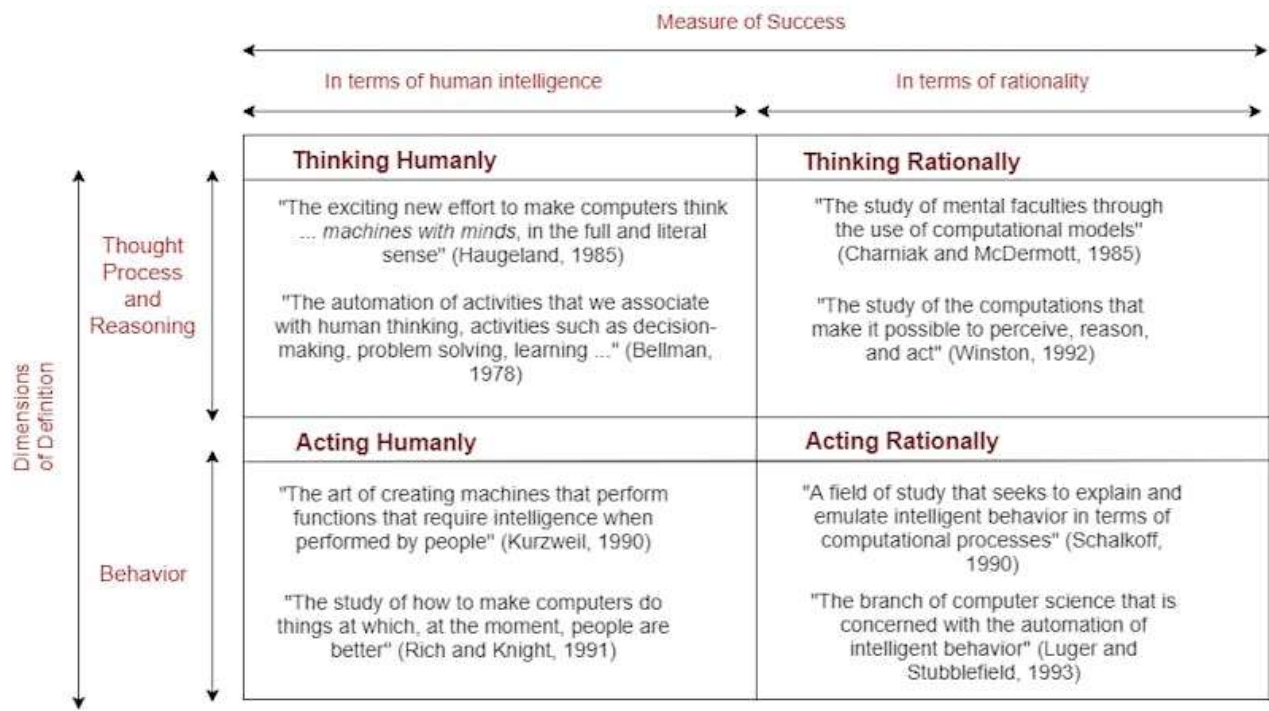 Measure of Success
In terms of human intelligence
In terms of rationality
Dimensions
of Definition
Thought
Process
and
Reasoning
Thinking Humanly
"The exciting new effort to make computers think
... machines with minds, in the full and literal
sense" (Haugeland, 1985)
"The automation of activities that we associate
with human thinking, activities such as decision-
making, problem solving, learning ..." (Bellman,
1978)
Thinking Rationally
"The study of mental faculties through
the use of computational models"
(Charniak and McDermott, 1985)
"The study of the computations that
make it possible to perceive, reason,
and act" (Winston, 1992)
Behavior
Acting Humanly
"The art of creating machines that perform
functions that require intelligence when
performed by people" (Kurzweil, 1990)
"The study of how to make computers do
things at which, at the moment, people are
better" (Rich and Knight, 1991)
Acting Rationally
"A field of study that seeks to explain and
emulate intelligent behavior in terms of
computational processes" (Schalkoff,
1990)
"The branch of computer science that is
concerned with the automation of
intelligent behavior" (Luger and
Stubblefield, 1993)